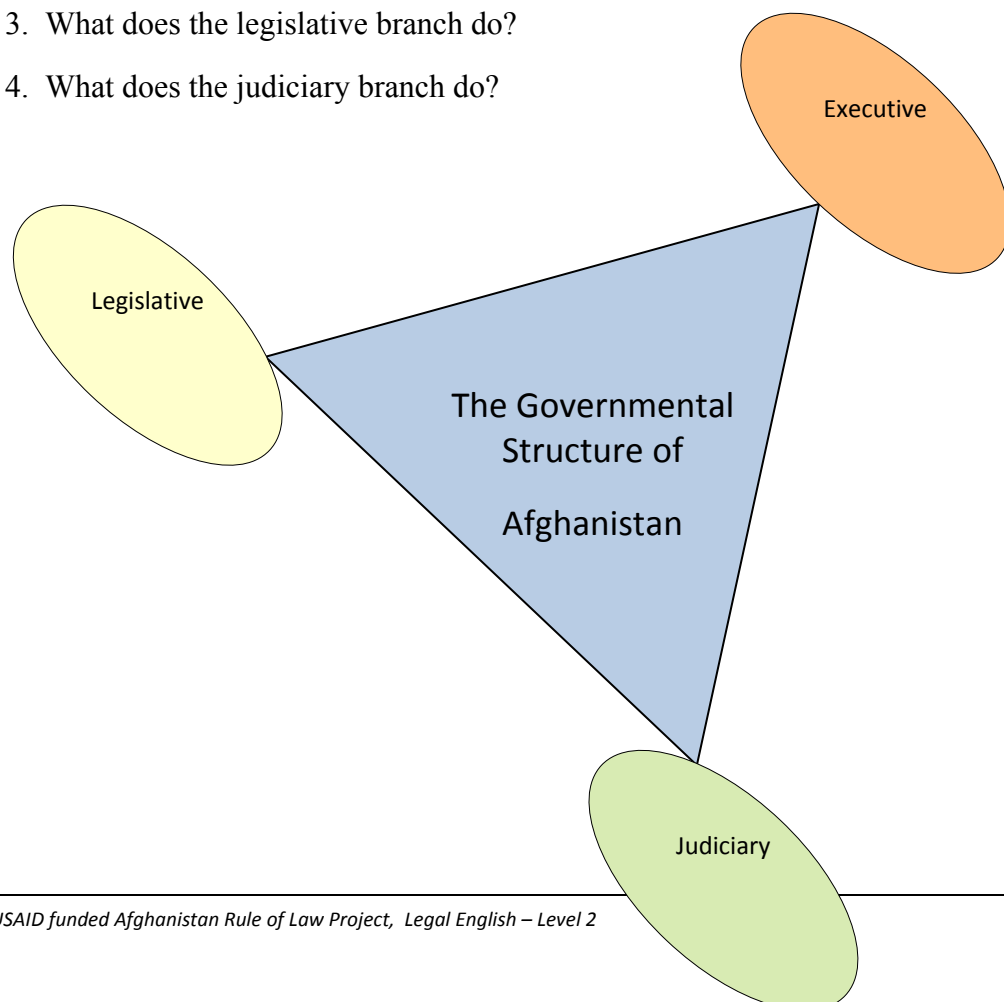 3. What does the legislative branch do?
4. What does the judiciary branch do?
Executive
Legislative
The Governmental
Structure of
Afghanistan
Judiciary
USAID funded Afghanistan Rule of Law Project, Legal English – Level 2